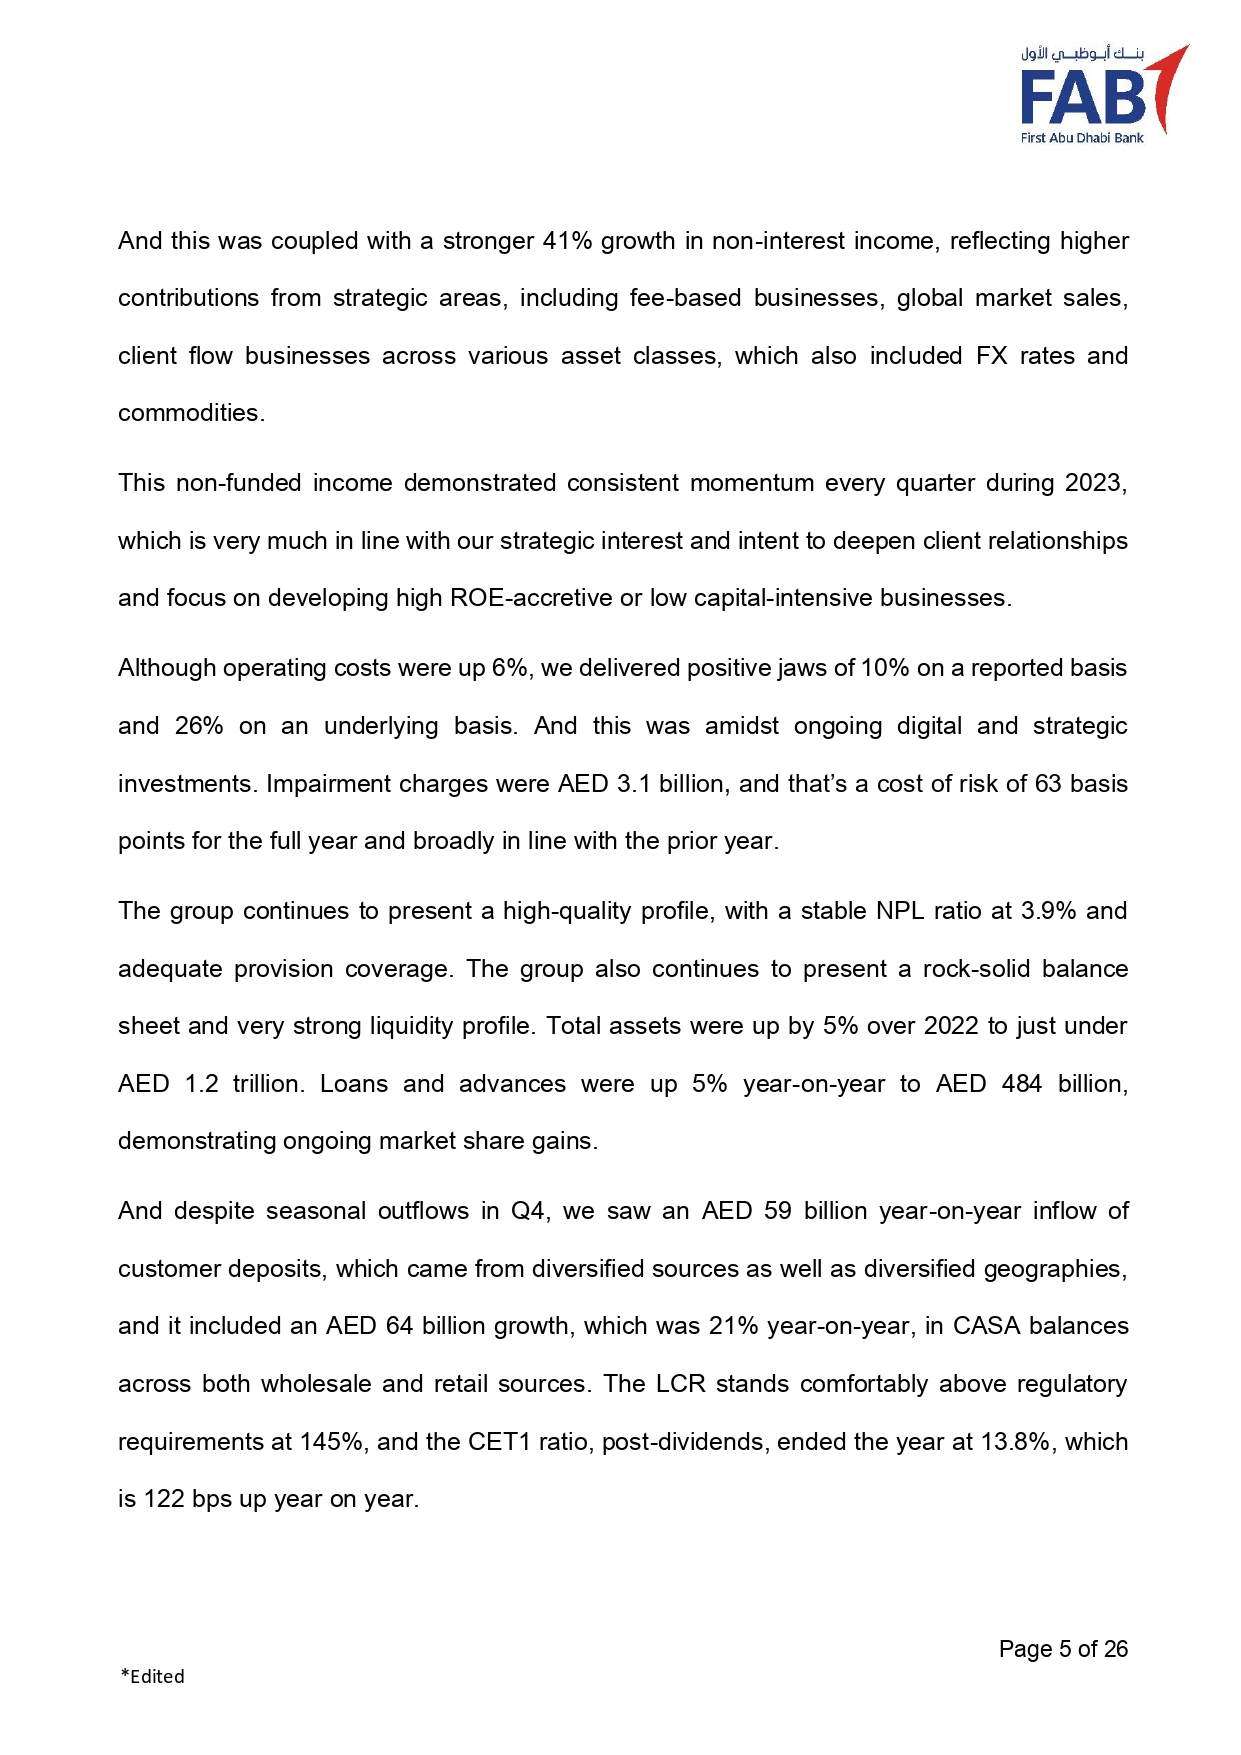 بنك أبوظبي الأول
FAB
First Abu Dhabi Bank
And this was coupled with a stronger 41% growth in non-interest income, reflecting higher
contributions from strategic areas, including fee-based businesses, global market sales,
client flow businesses across various asset classes, which also included FX rates and
commodities.
This non-funded income demonstrated consistent momentum every quarter during 2023,
which is very much in line with our strategic interest and intent to deepen client relationships
and focus on developing high ROE-accretive or low capital-intensive businesses.
Although operating costs were up 6%, we delivered positive jaws of 10% on a reported basis
and 26% on an underlying basis. And this was amidst ongoing digital and strategic
investments. Impairment charges were AED 3.1 billion, and that’s a cost of risk of 63 basis
points for the full year and broadly in line with the prior year.
The group continues to present a high-quality profile, with a stable NPL ratio at 3.9% and
adequate provision coverage. The group also continues to present a rock-solid balance
sheet and very strong liquidity profile. Total assets were up by 5% over 2022 to just under
AED 1.2 trillion. Loans and advances were up 5% year-on-year to AED 484 billion,
demonstrating ongoing market share gains.
And despite seasonal outflows in Q4, we saw an AED 59 billion year-on-year inflow of
customer deposits, which came from diversified sources as well as diversified geographies,
and it included an AED 64 billion growth, which was 21% year-on-year, in CASA balances
across both wholesale and retail sources. The LCR stands comfortably above regulatory
requirements at 145%, and the CET1 ratio, post-dividends, ended the year at 13.8%, which
is 122 bps up year on year.
Page 5 of 26
*Edited